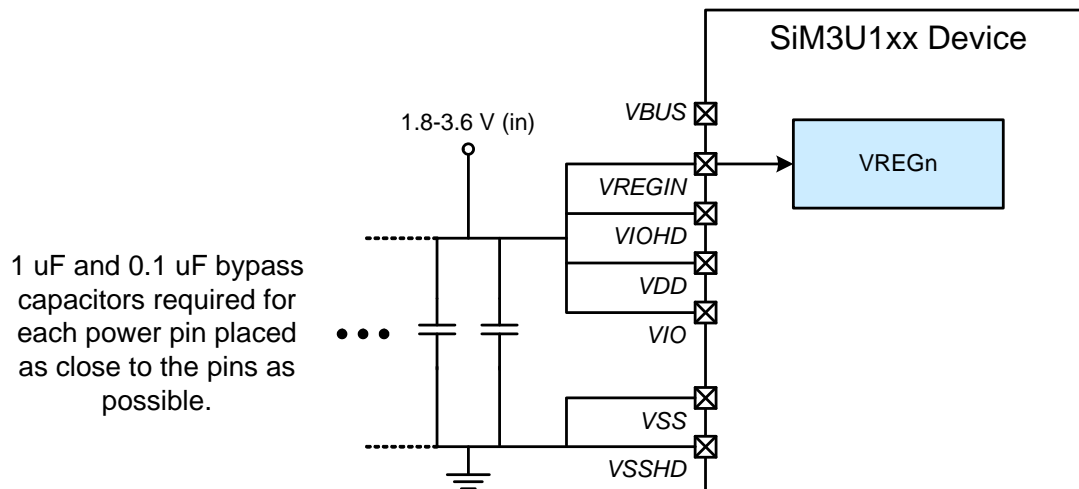 SiM3U1xx Device
1.8-3.6 V (in)
VBUS
VREGn
VREGIN
VIOHD
1 uF and 0.1 uF bypass
capacitors required for
each power pin placed
as close to the pins as
possible.
VDD
VIO
VSS
VSSHD